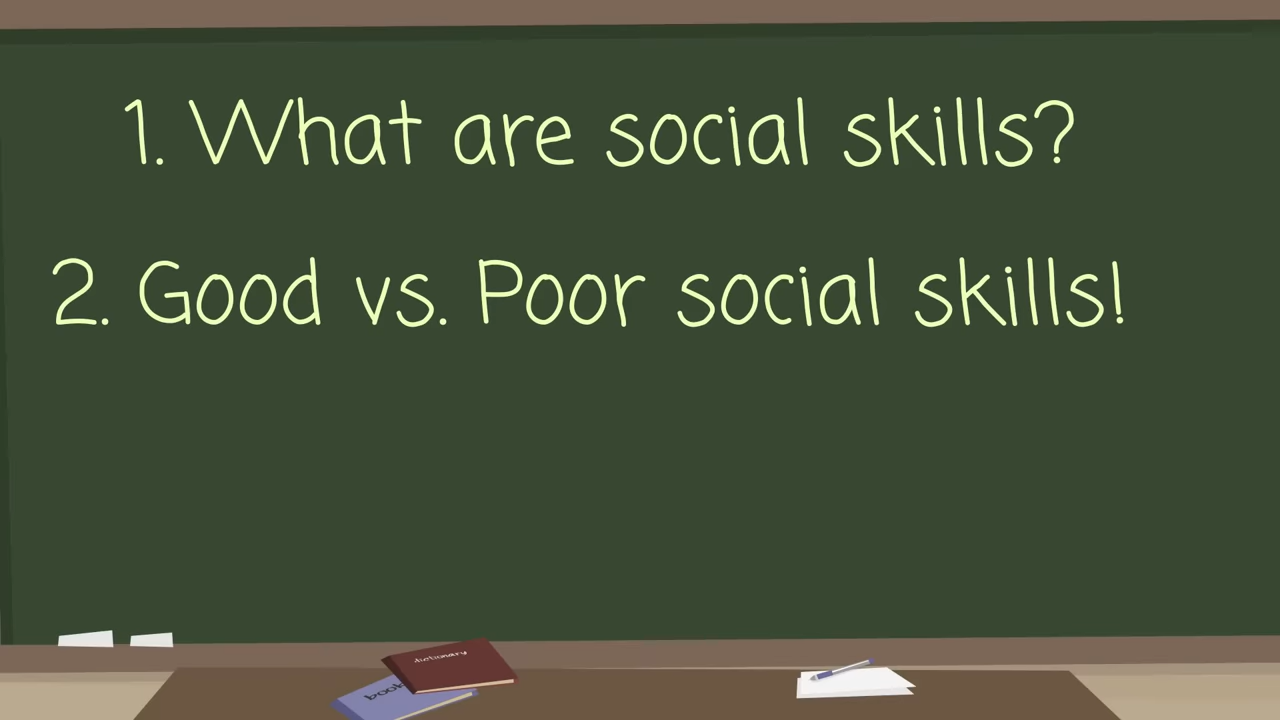 1. What are social skills?
2. Good vs. Poor social skills!
dictionary
book